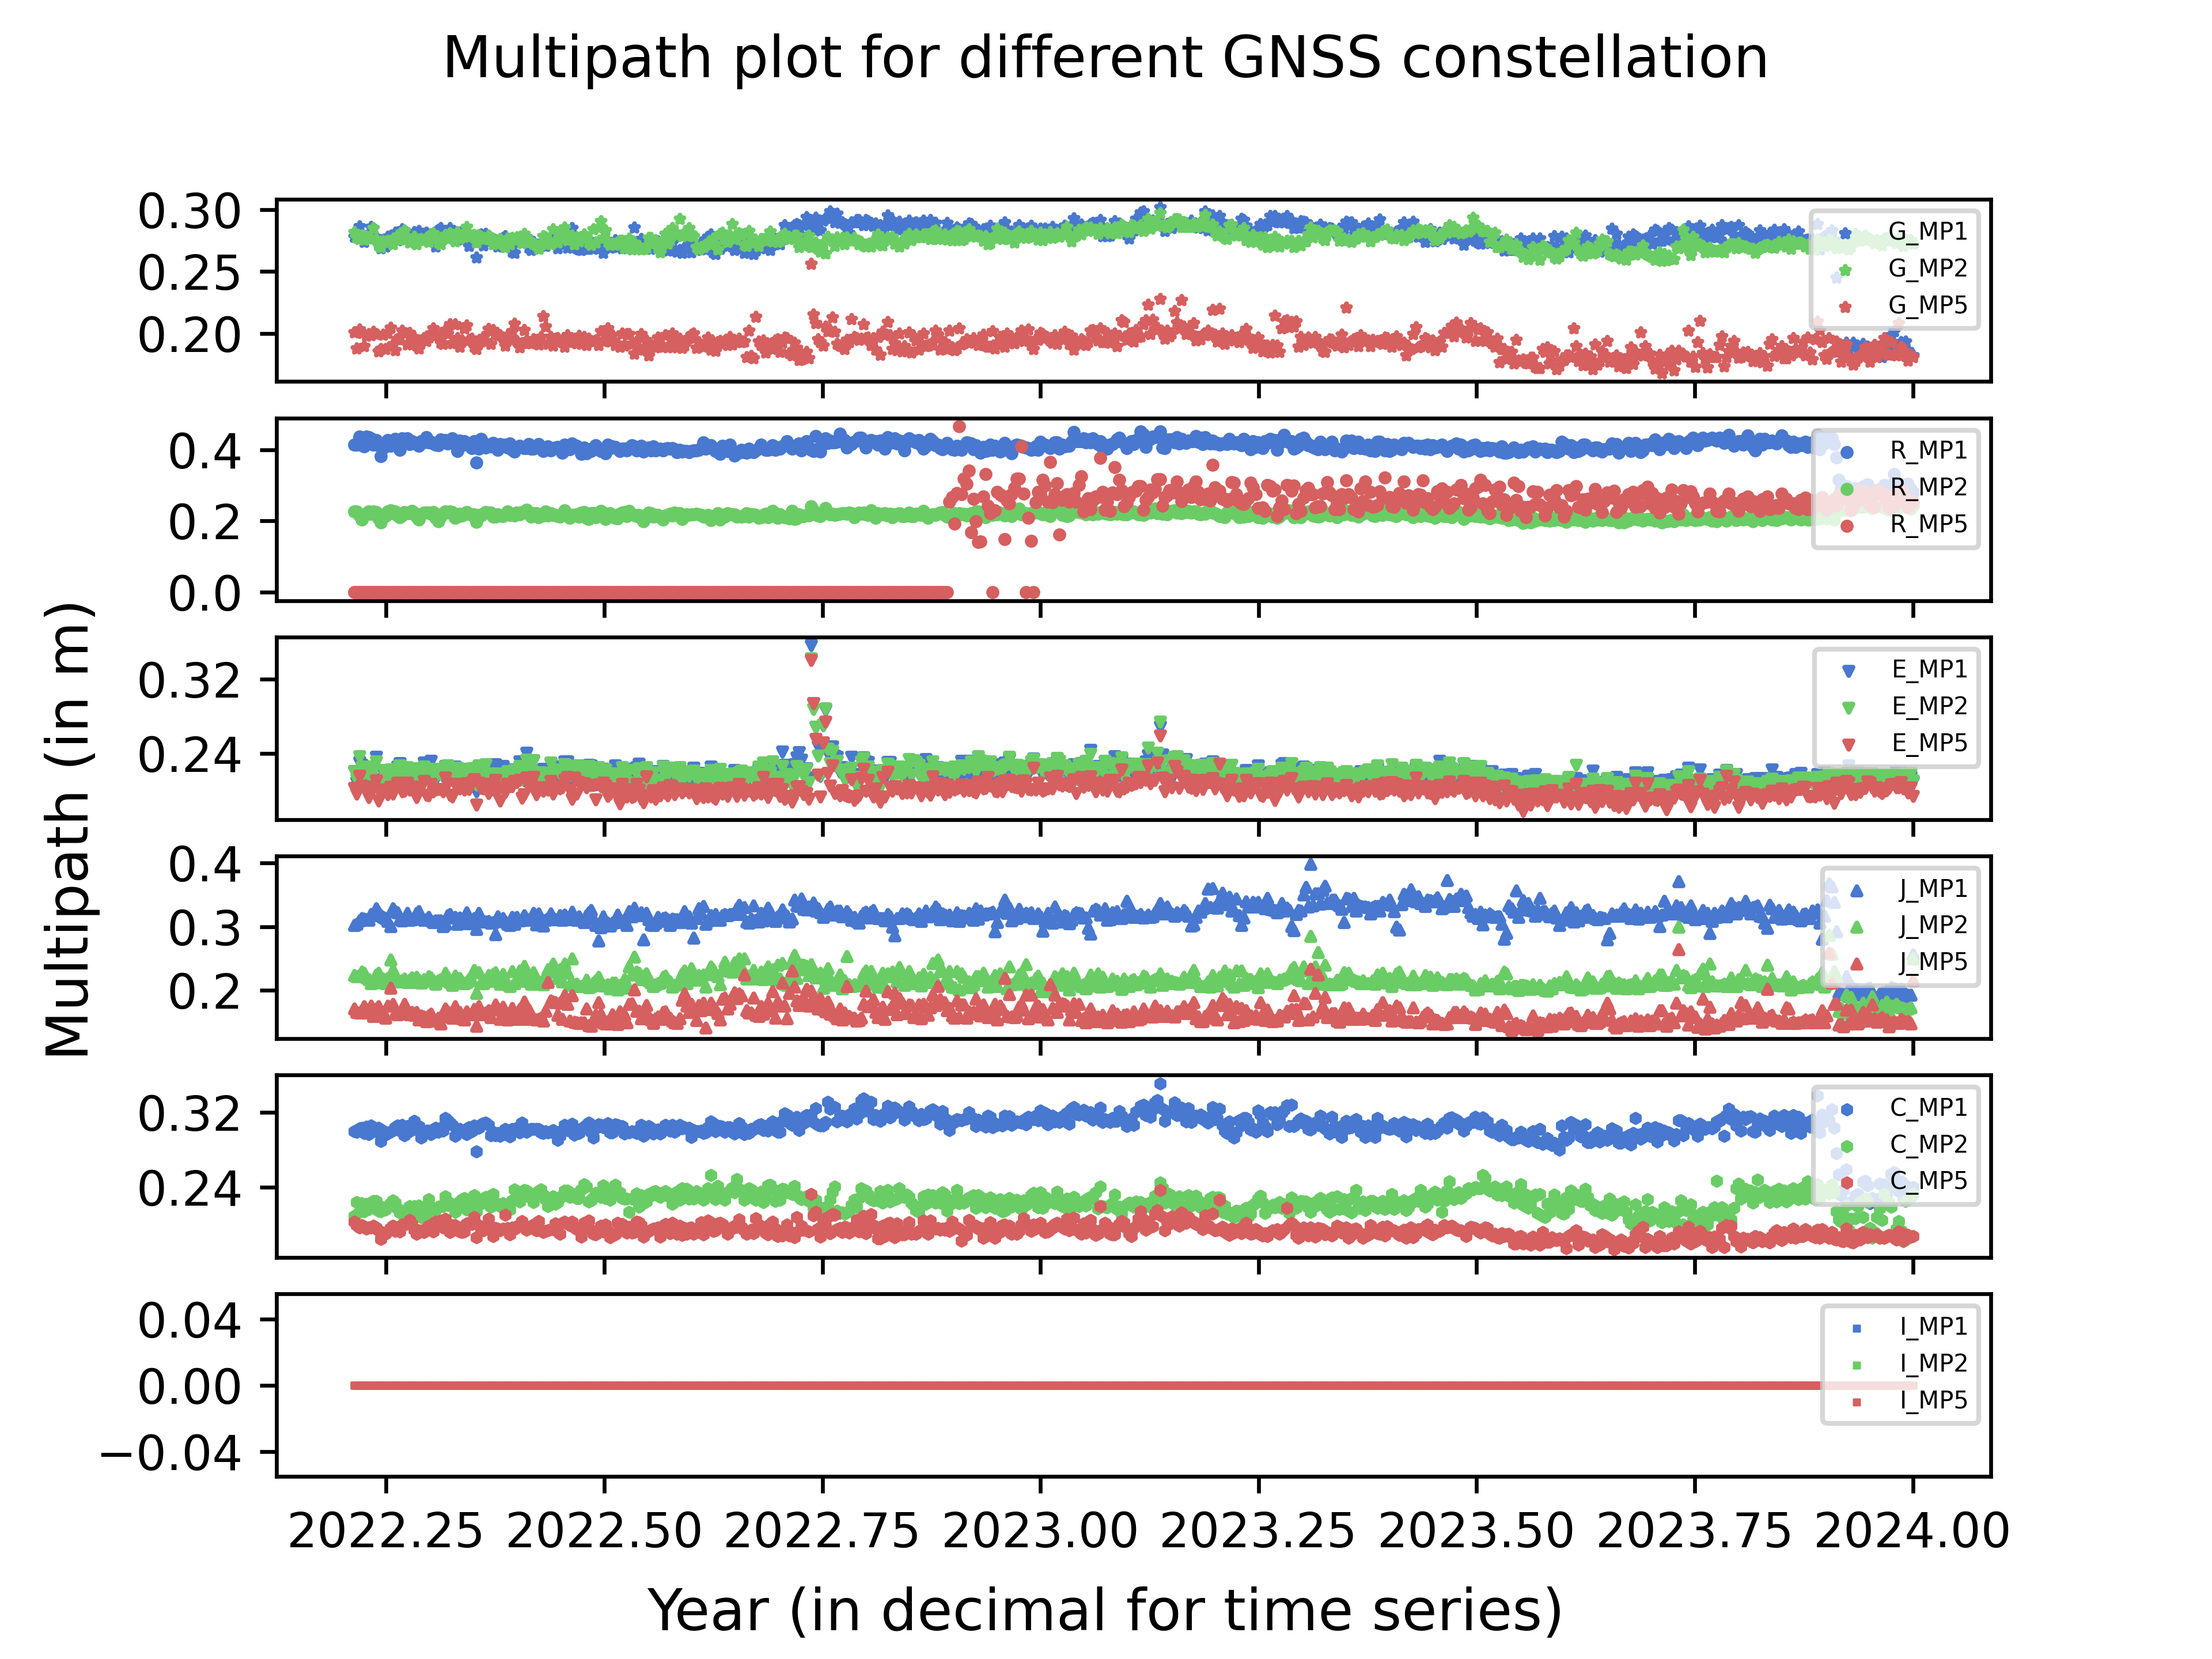 Multipath plot for different GNSS constellation
Multipath (in m)
0.30
0.25
0.20
G_MP1
G_MP2
G_MP5
0.4
0.2
0.0
R_MP1
R_MP2
R_MP5
0.32
0.24
E_MP1
E_MP2
E_MP5
0.4
0.3
0.2
J_MP1
J_MP2
J_MP5
0.32
0.24
C_MP1
C_MP2
C_MP5
0.04
0.00
−0.04
I_MP1
I_MP2
I_MP5
2022.25 2022.50 2022.75 2023.00 2023.25 2023.50 2023.75 2024.00
Year (in decimal for time series)